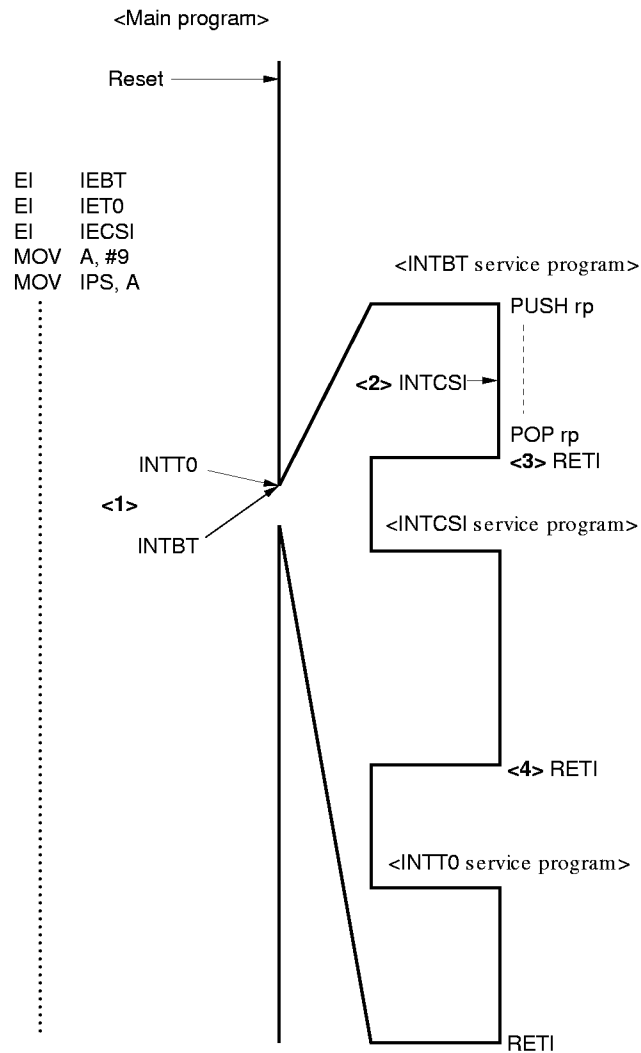 <Main program>
Reset
EI IEBT
EI IET0
EI IECSI
MOV A, #9
MOV IPS, A
<INTBT service program>
PUSH rp
<2> INTCSI
POP rp
<3> RETI
INTT0
<1>
INTBT
<INTCSI service program>
<4> RETI
<INTT0 service program>
RETI